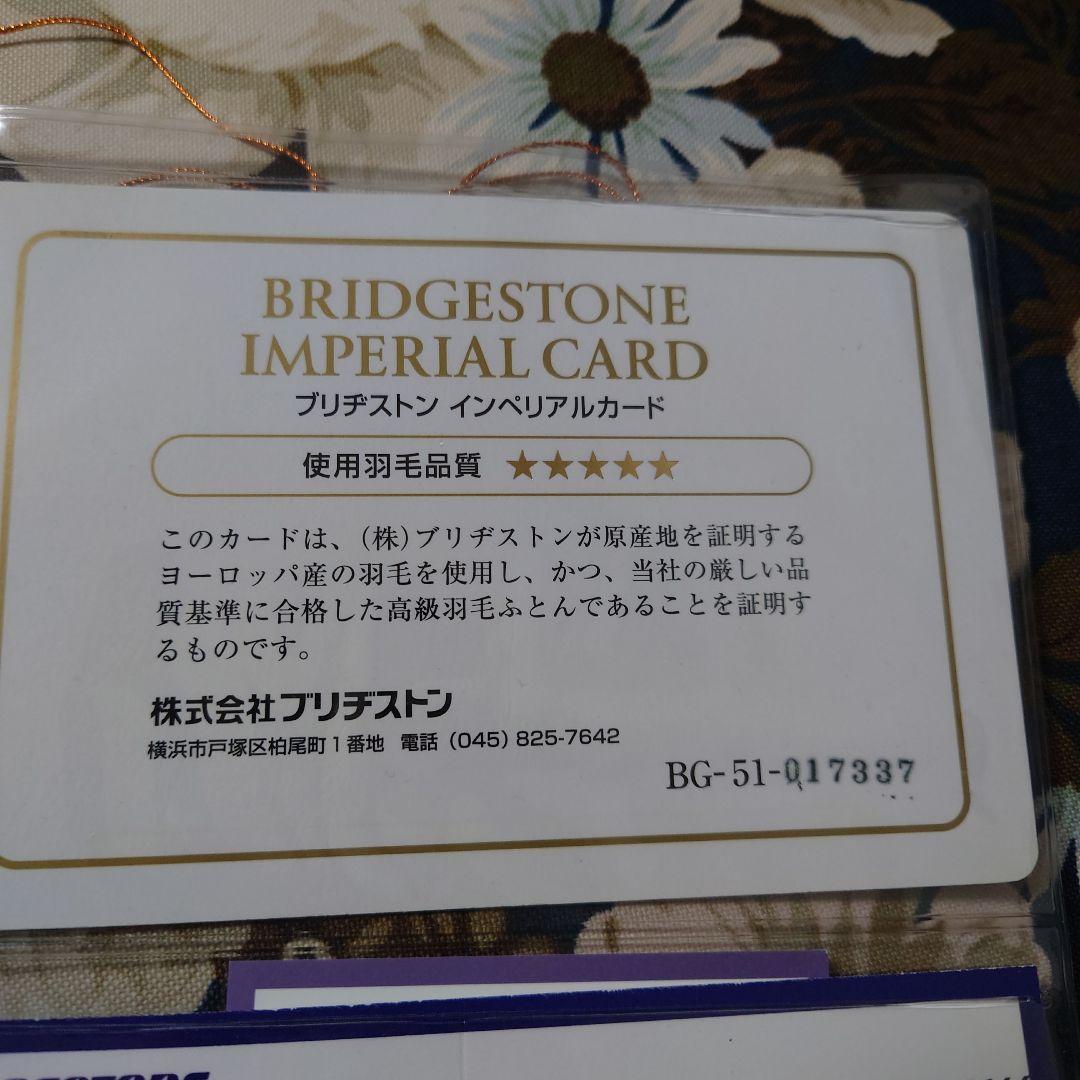 BRIDGESTONE
IMPERIAL CARD
ブリヂストン インペリアルカード
使用羽毛品質 ★★★★★
このカードは、(株)ブリヂストンが原産地を証明する
ヨーロッパ産の羽毛を使用し、かつ、当社の厳しい品
質基準に合格した高級羽毛ふとんであることを証明す
るものです。
株式会社ブリヂストン
横浜市戸塚区柏尾町1番地 電話 (045) 825-7642
BG-51-017337